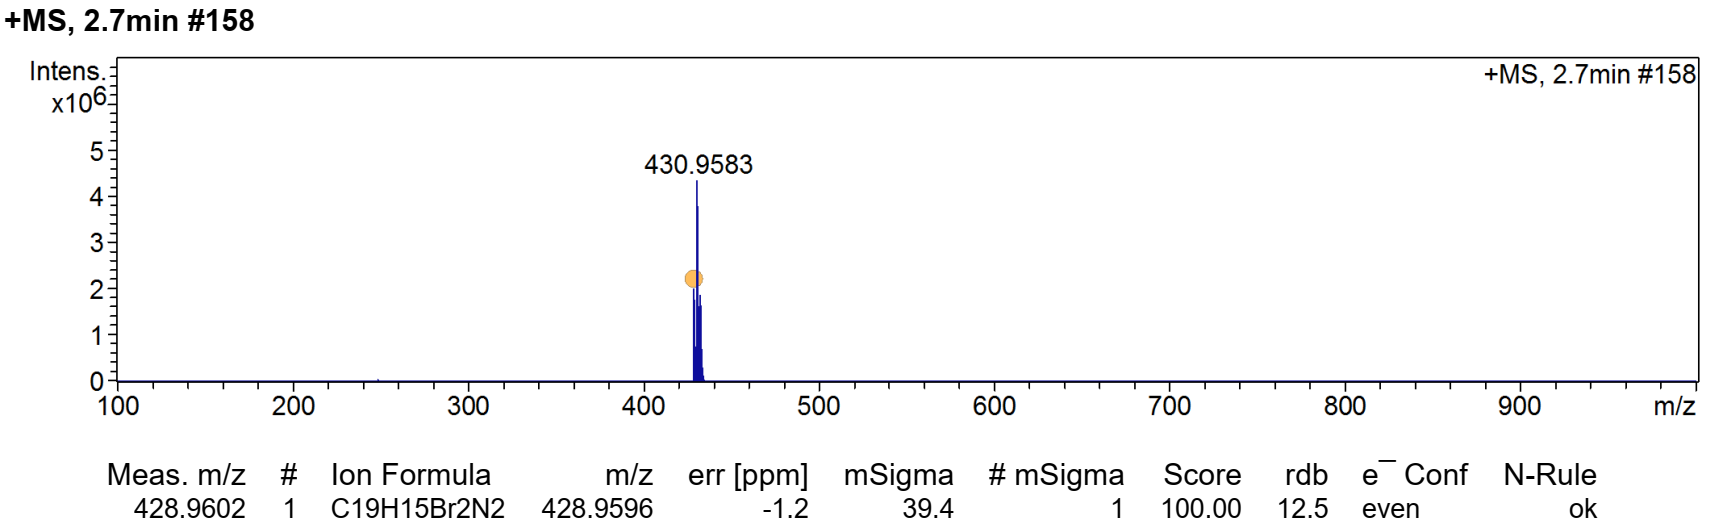 +MS, 2.7min #158
Intens.
x10⁶
+MS, 2.7min #158
430.9583
5
4
3
2
1
0
100 200 300 400 500 600 700 800 900 m/z
Meas. m/z # Ion Formula m/z err [ppm] mSigma # mSigma Score rdb e¯ Conf N-Rule
428.9602 1 C19H15Br2N2 428.9596 -1.2 39.4 1 100.00 12.5 even ok